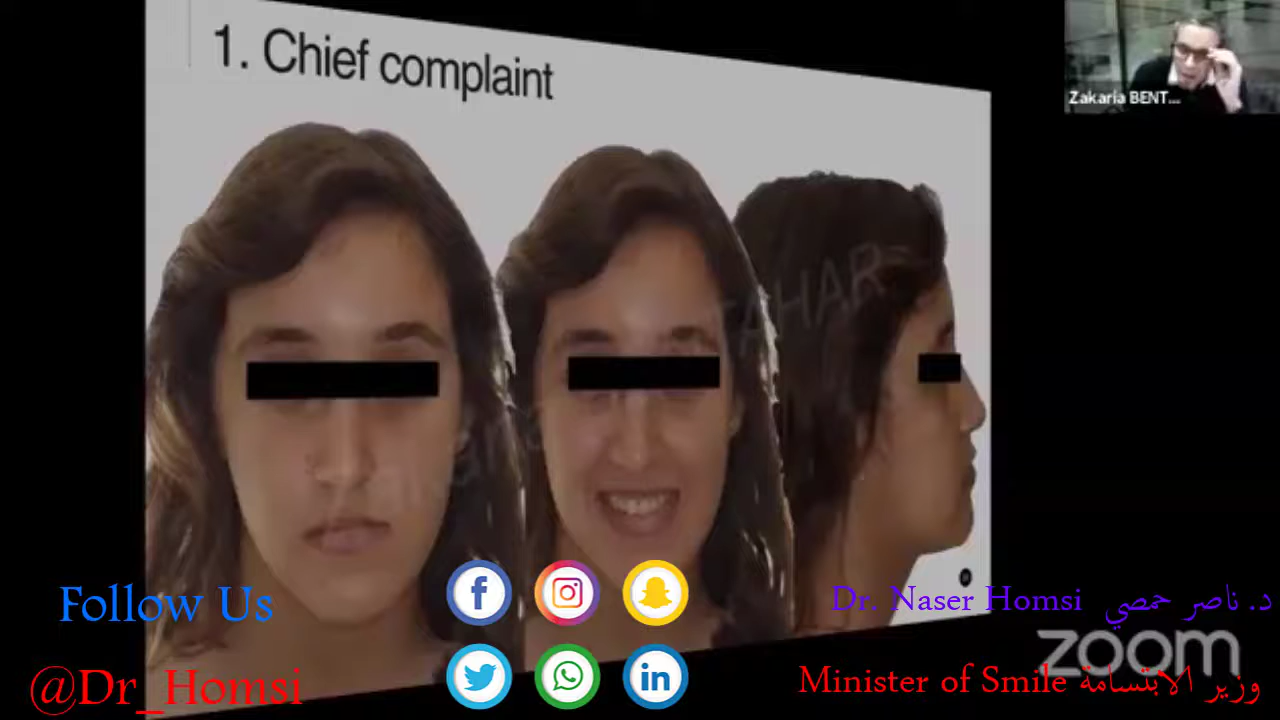 1. Chief complaint
Zakaria BENT...
TAHAR
Follow Us
Dr. Naser Homsi د. ناصر حمصي
zoom
@Dr_Homsi
Minister of Smile وزير الابتسامة